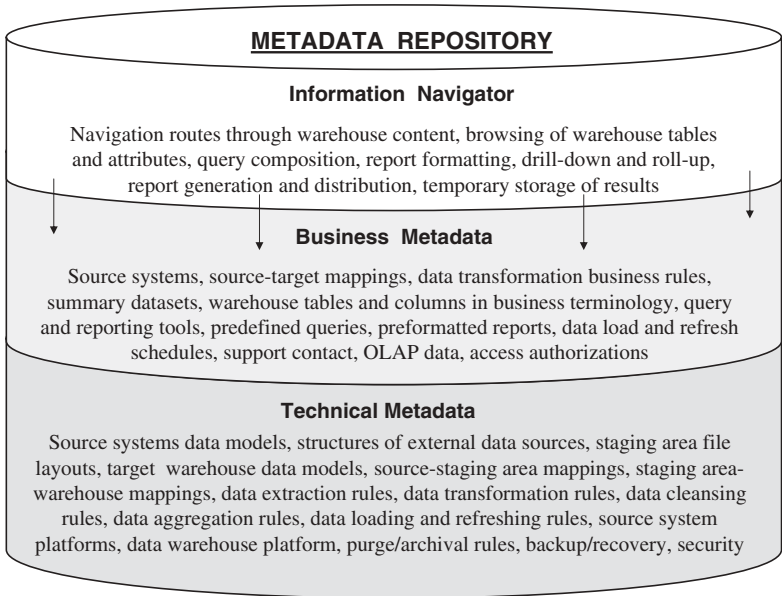 METADATA REPOSITORY
Information Navigator
Navigation routes through warehouse content, browsing of warehouse tables
and attributes, query composition, report formatting, drill-down and roll-up,
report generation and distribution, temporary storage of results
Business Metadata
Source systems, source-target mappings, data transformation business rules,
summary datasets, warehouse tables and columns in business terminology, query
and reporting tools, predefined queries, preformatted reports, data load and refresh
schedules, support contact, OLAP data, access authorizations
Technical Metadata
Source systems data models, structures of external data sources, staging area file
layouts, target warehouse data models, source-staging area mappings, staging area-
warehouse mappings, data extraction rules, data transformation rules, data cleansing
rules, data aggregation rules, data loading and refreshing rules, source system
platforms, data warehouse platform, purge/archival rules, backup/recovery, security